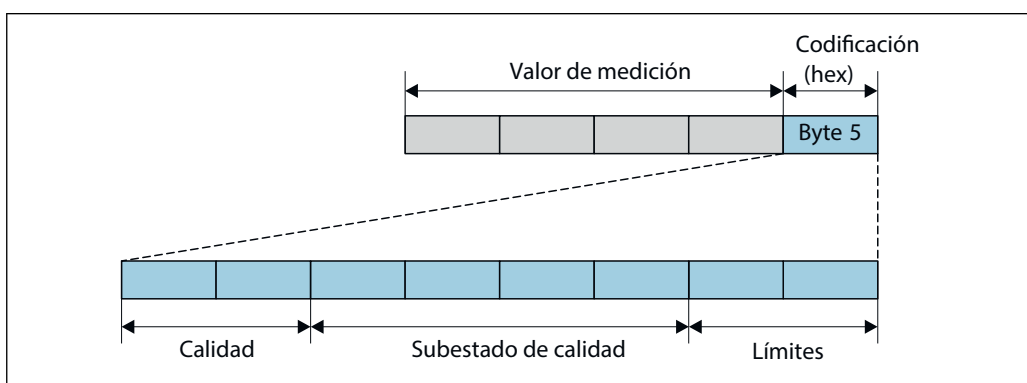 Codificación
Valor de medición
(hex)
Byte 5
Calidad
Subestado de calidad
Límites